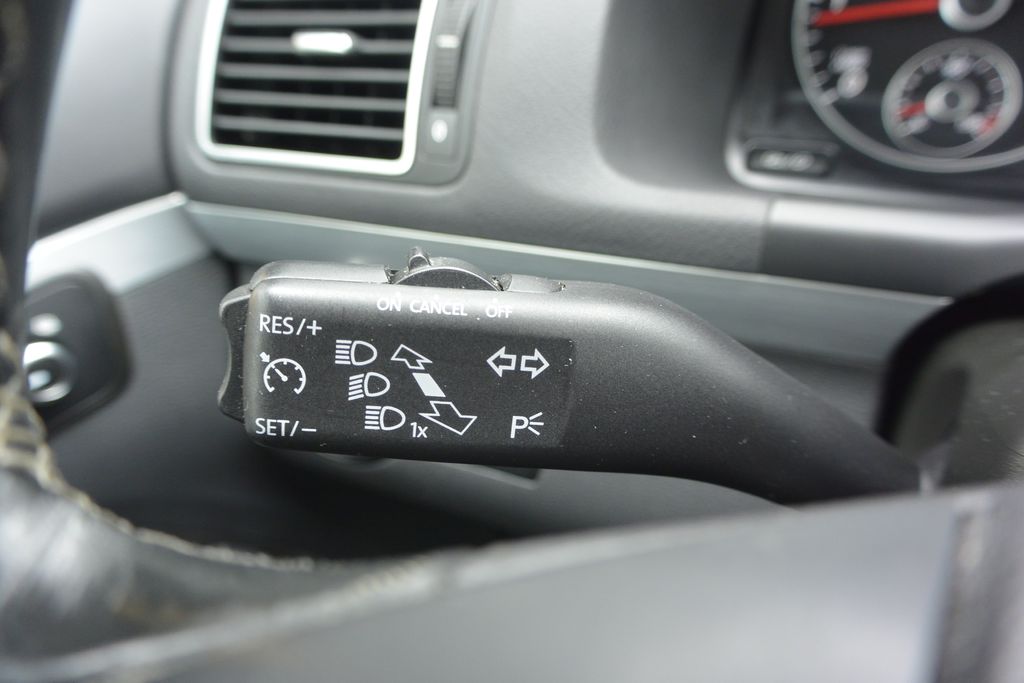 ON CANCEL OFF
RES/+
SET/–
1x
P